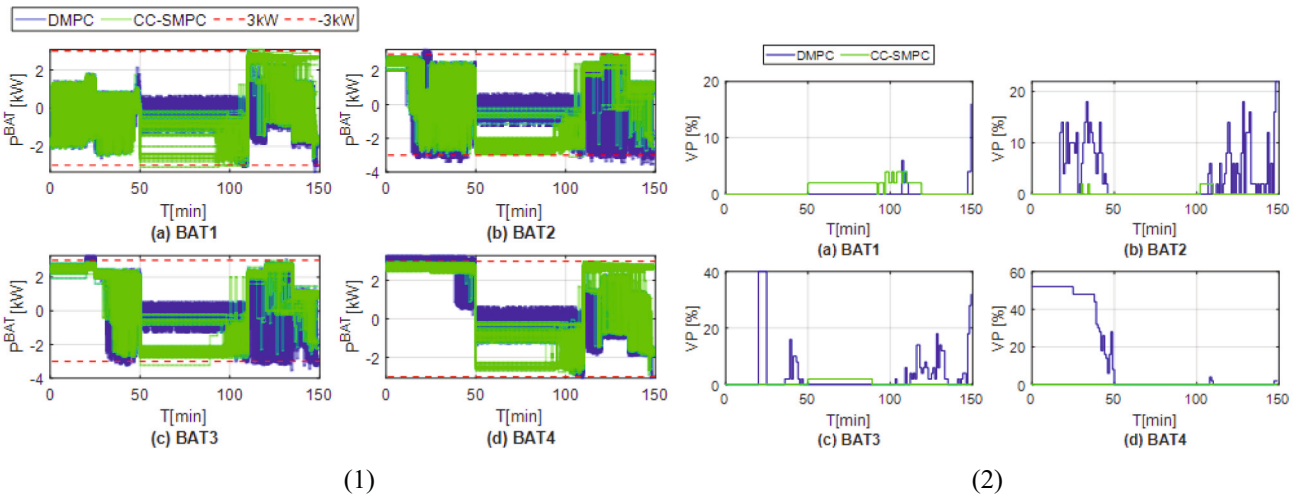 DMPC CC-SMPC 3kW -3kW
2
0
-2
P^BAT [kW]
0 50 100 150
T[min]
(a) BAT1
2
0
-2
-4
P^BAT [kW]
0 50 100 150
T[min]
(b) BAT2
2
0
-2
-4
P^BAT [kW]
0 50 100 150
T[min]
(c) BAT3
2
0
-2
P^BAT [kW]
0 50 100 150
T[min]
(d) BAT4
(1)
DMPC CC-SMPC
20
10
0
VP [%]
0 50 100 150
T[min]
(a) BAT1
20
10
0
VP [%]
0 50 100 150
T[min]
(b) BAT2
40
20
0
VP [%]
0 50 100 150
T[min]
(c) BAT3
60
40
20
0
VP [%]
0 50 100 150
T[min]
(d) BAT4
(2)